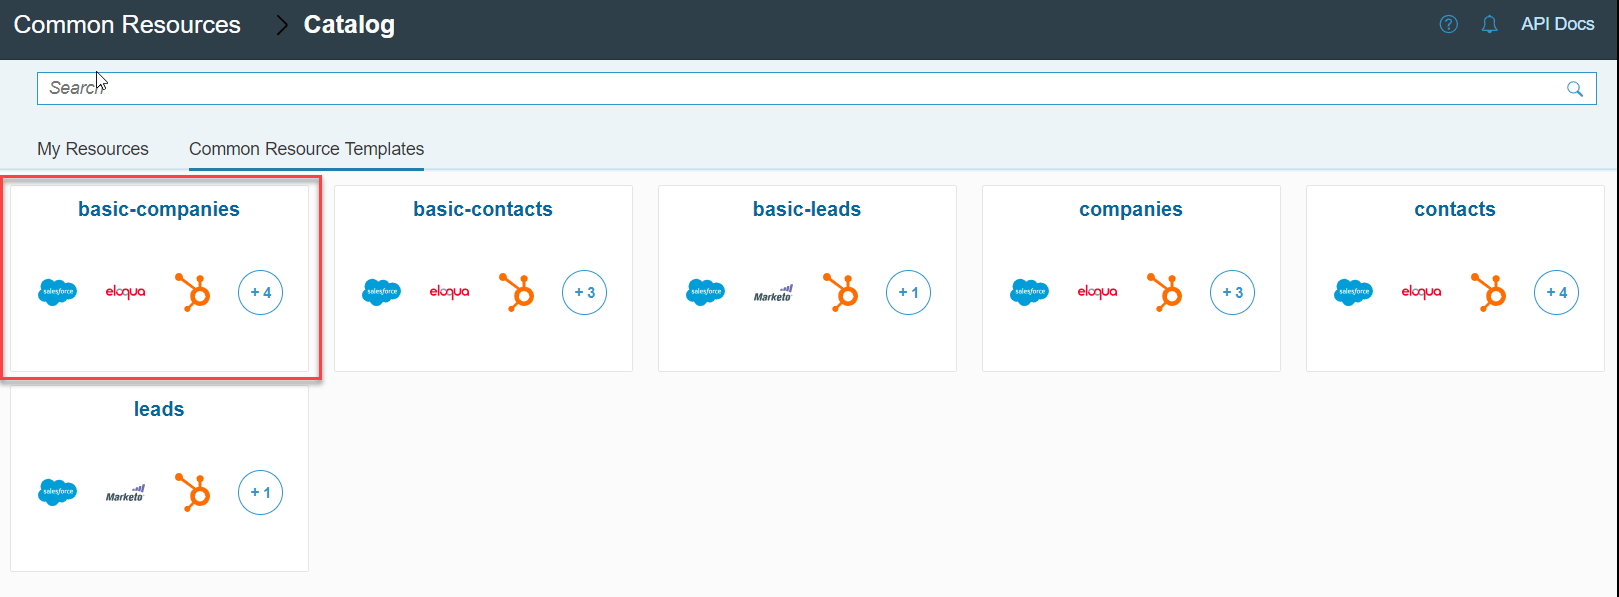 Common Resources > Catalog
? API Docs
Search
My Resources Common Resource Templates
basic-companies basic-contacts basic-leads companies contacts
salesforce eloqua + 4 salesforce eloqua + 3 salesforce Marketo + 1 salesforce eloqua + 3 salesforce eloqua + 4
leads
salesforce Marketo + 1